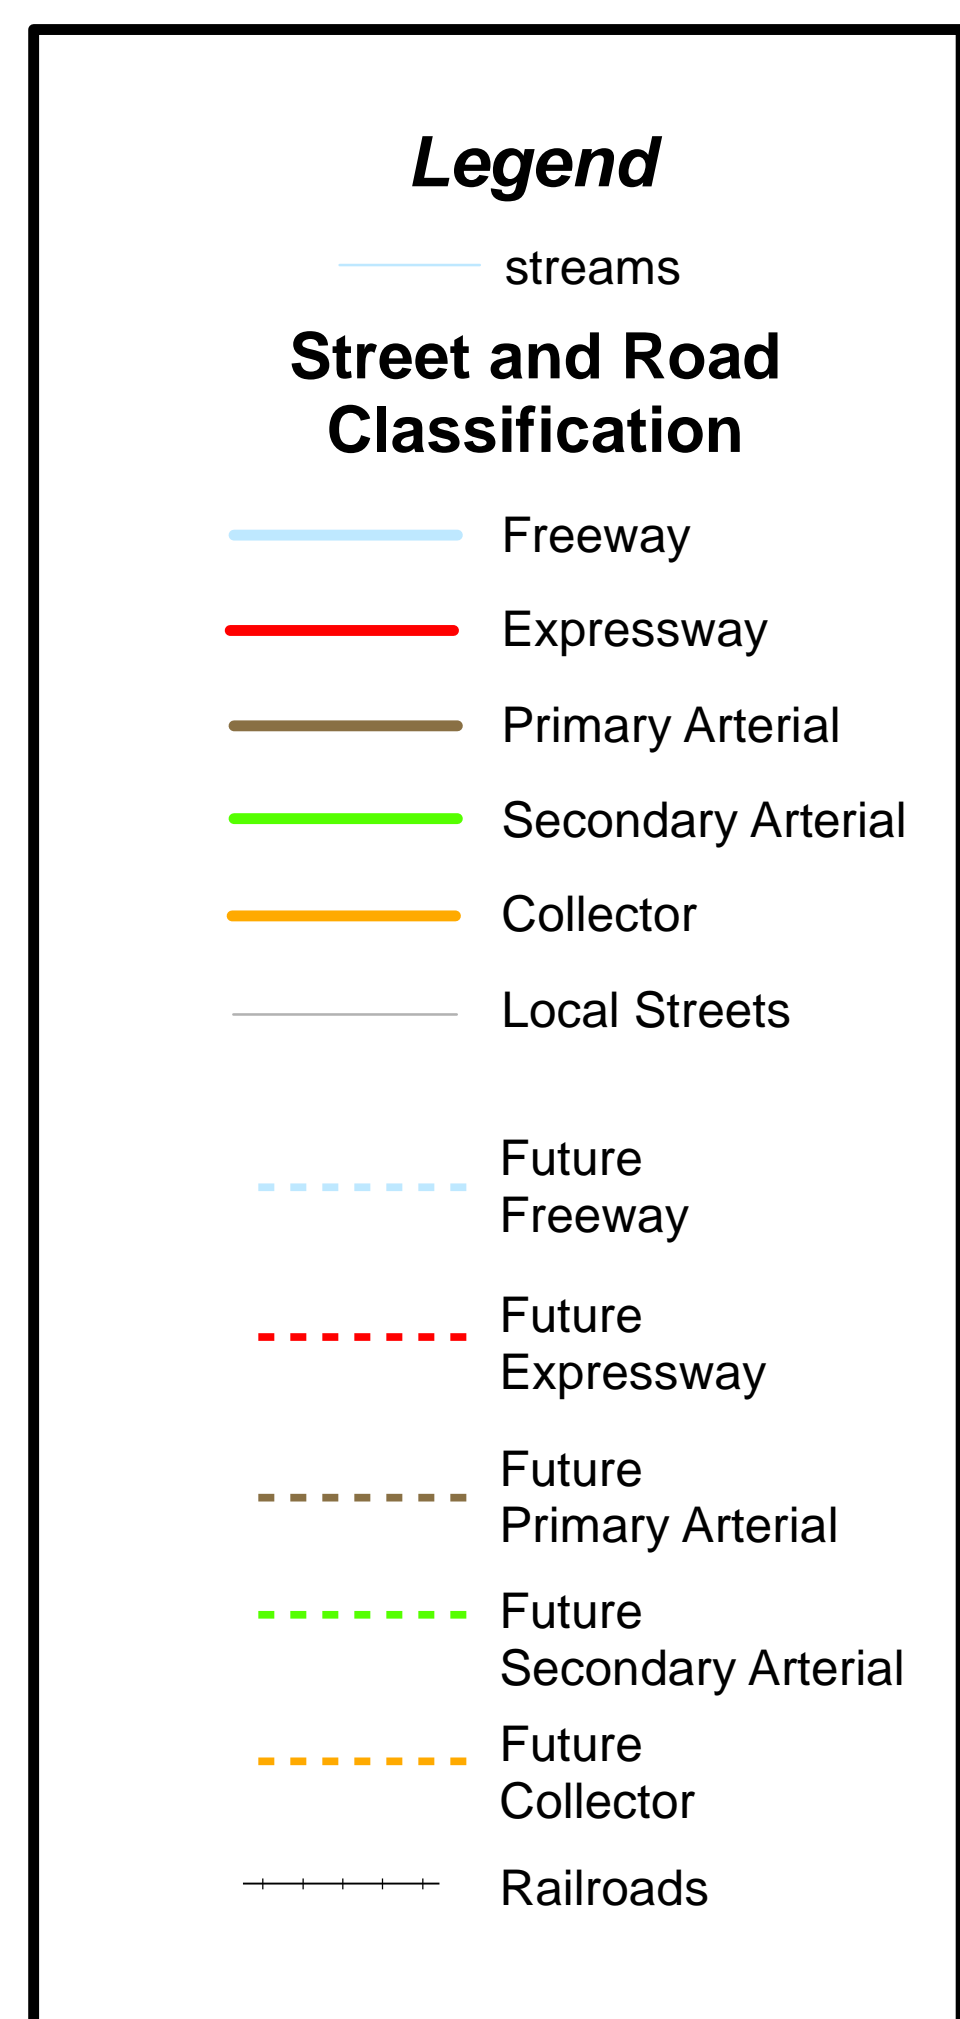 Legend
streams
Street and Road
Classification
Freeway
Expressway
Primary Arterial
Secondary Arterial
Collector
Local Streets
Future
Freeway
Future
Expressway
Future
Primary Arterial
Future
Secondary Arterial
Future
Collector
Railroads